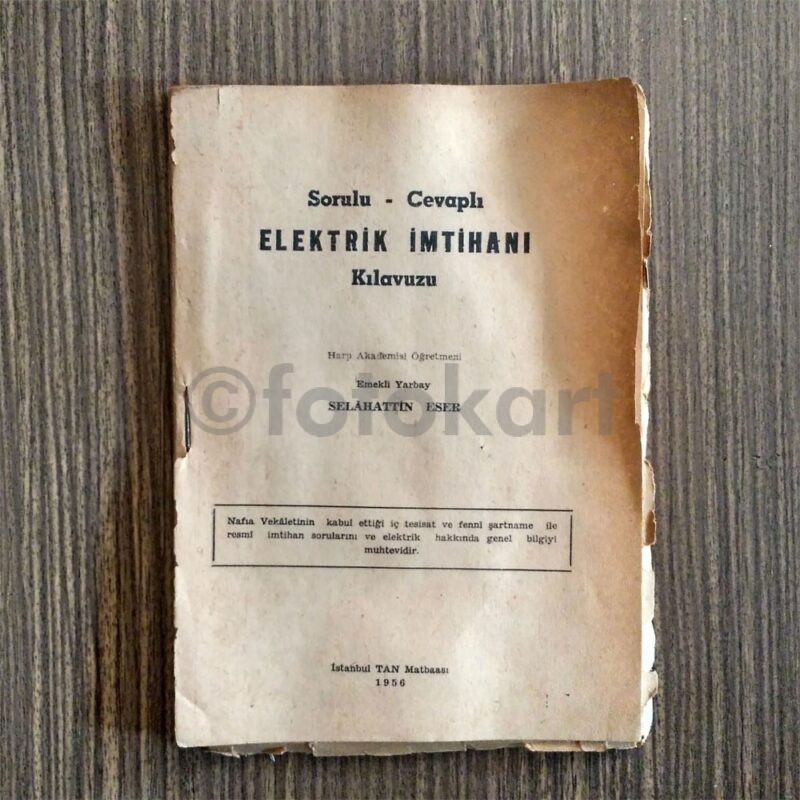 Sorulu - Cevaplı
ELEKTRİK İMTİHANI
Kılavuzu
Harp Akademisi Öğretmeni
Emekli Yarbay
SELÂHATTİN ESER
©fotokart
Nafıa Vekâletinin kabul ettiği iç tesisat ve fennî şartname ile
resmî imtihan sorularını ve elektrik hakkında genel bilgiyi
muhtevidir.
İstanbul TAN Matbaası
1956